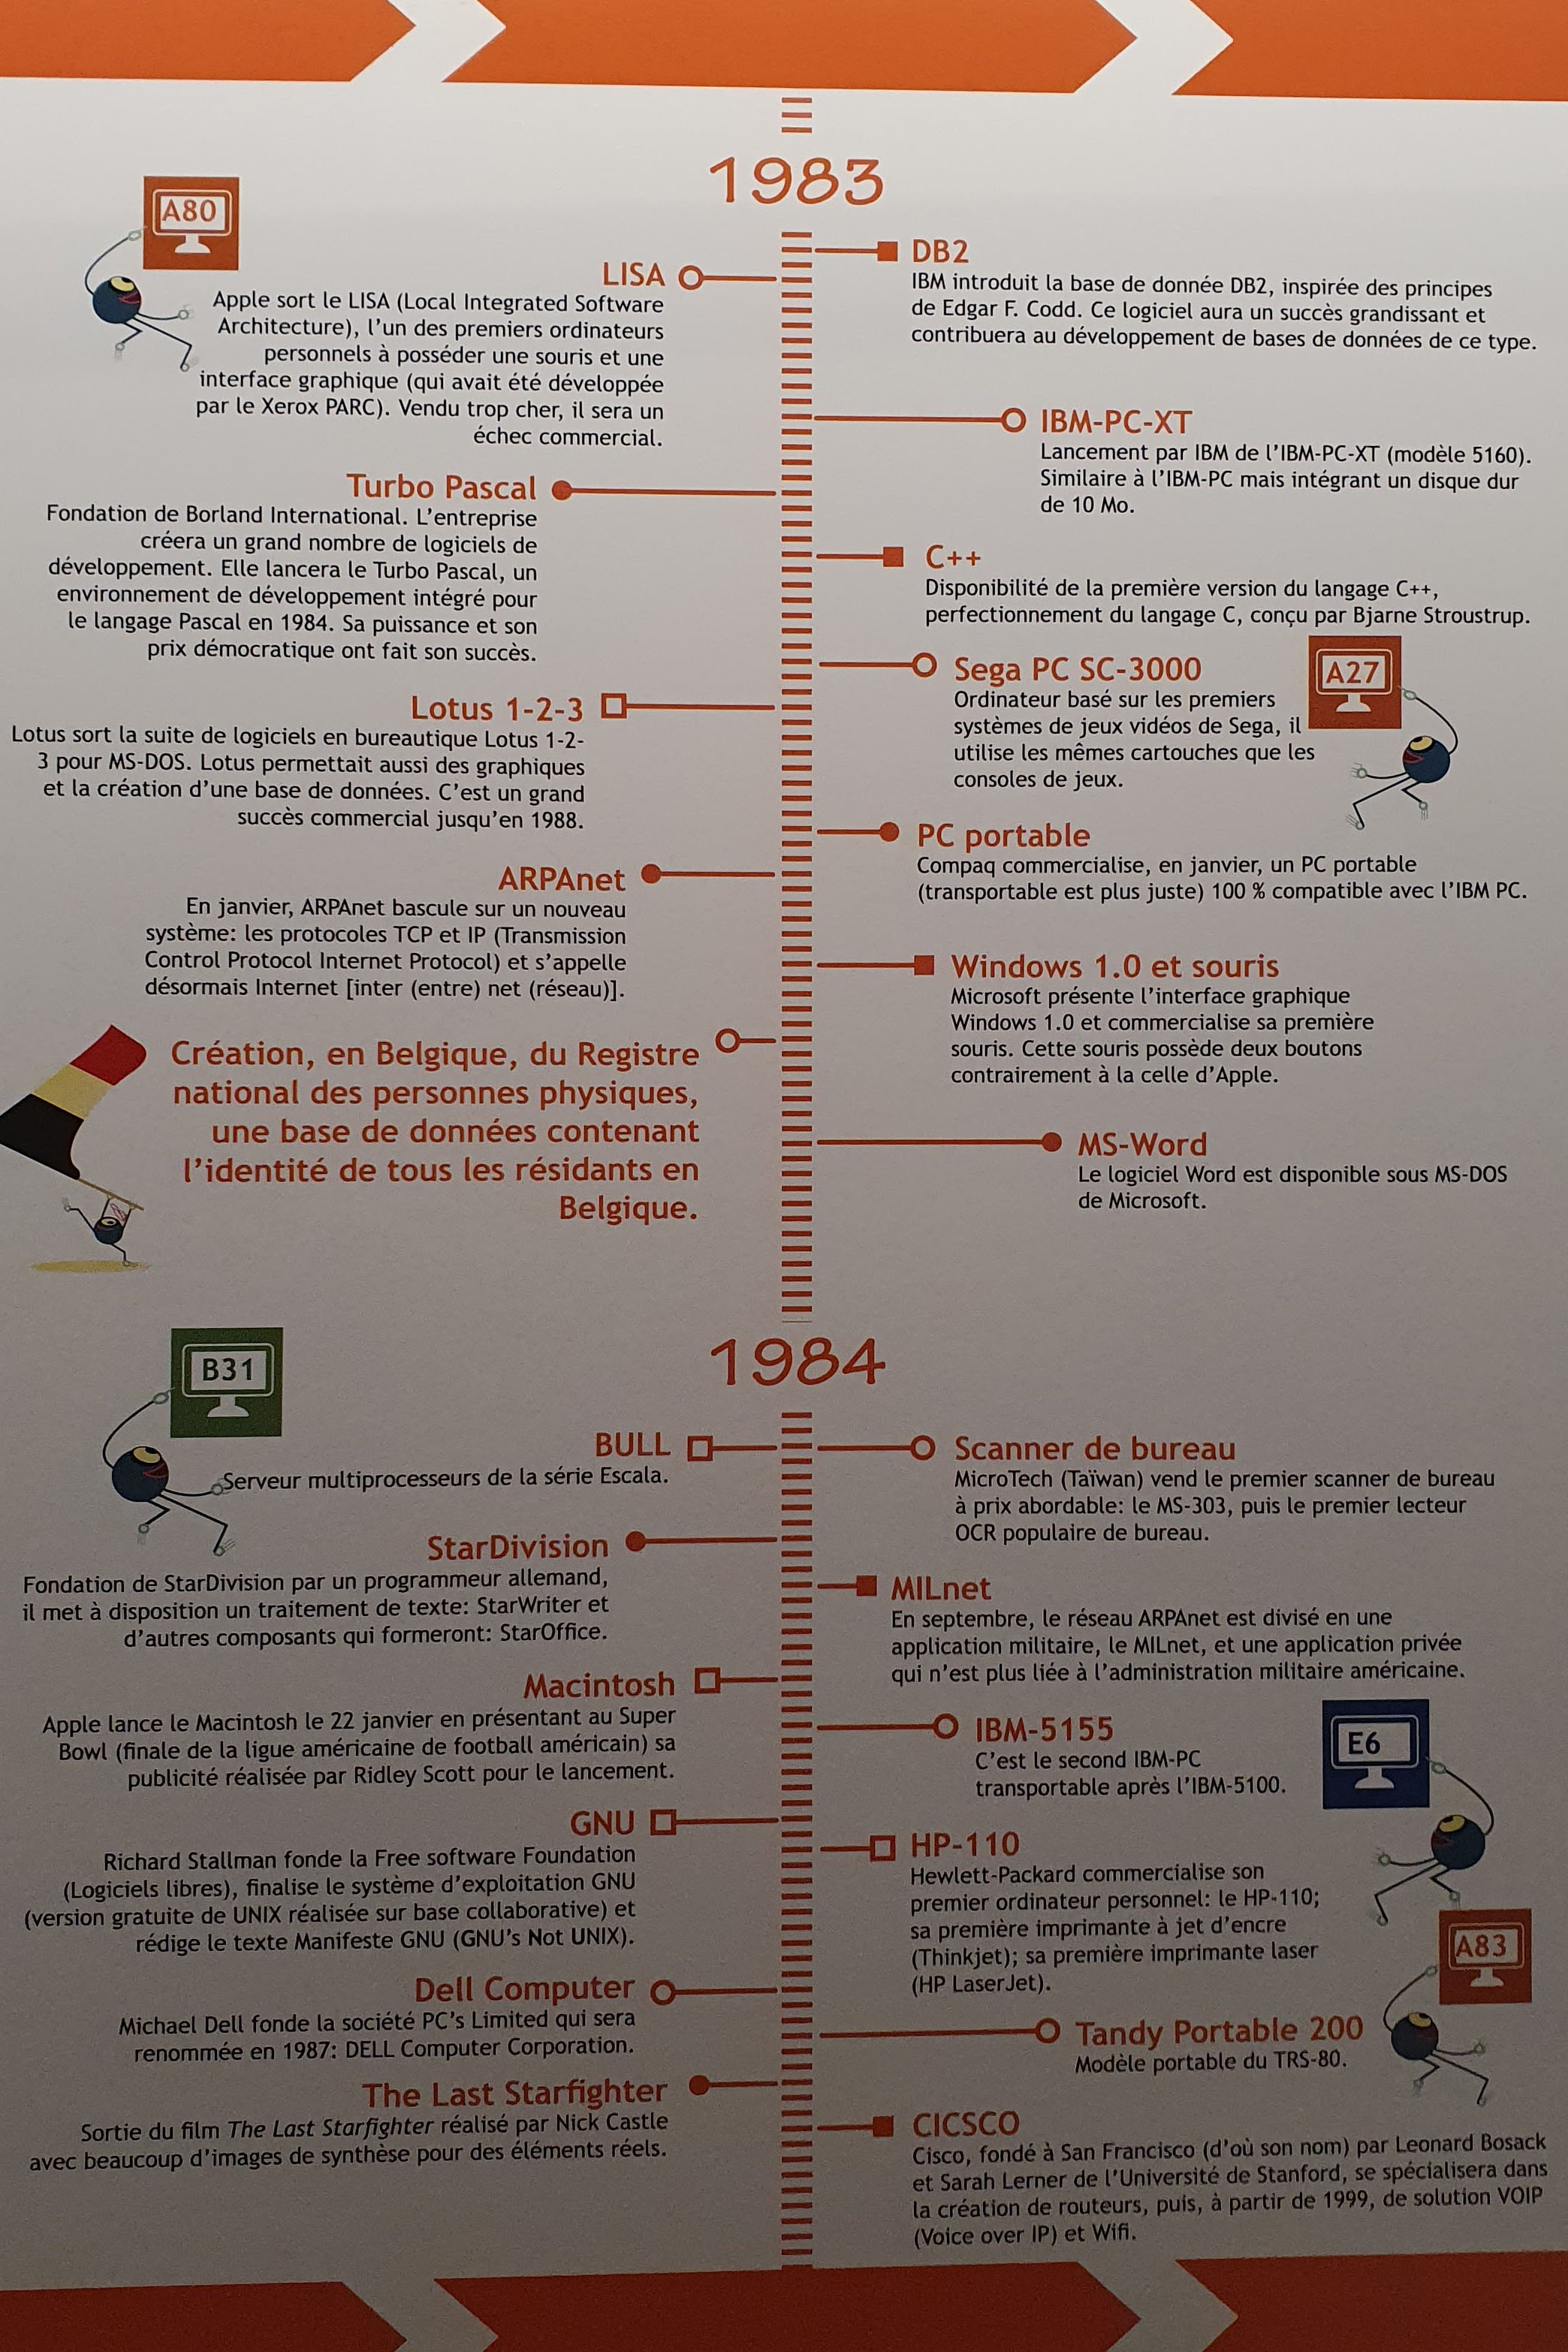 1983
A80
LISA
Apple sort le LISA (Local Integrated Software
Architecture), l'un des premiers ordinateurs
personnels à posséder une souris et une
interface graphique (qui avait été développée
par le Xerox PARC). Vendu trop cher, il sera un
échec commercial.
Turbo Pascal
Fondation de Borland International. L'entreprise
créera un grand nombre de logiciels de
développement. Elle lancera le Turbo Pascal, un
environnement de développement intégré pour
le langage Pascal en 1984. Sa puissance et son
prix démocratique ont fait son succès.
Lotus 1-2-3
Lotus sort la suite de logiciels en bureautique Lotus 1-2-
3 pour MS-DOS. Lotus permettait aussi des graphiques
et la création d'une base de données. C'est un grand
succès commercial jusqu'en 1988.
ARPAnet
En janvier, ARPAnet bascule sur un nouveau
système: les protocoles TCP et IP (Transmission
Control Protocol Internet Protocol) et s'appelle
désormais Internet [inter (entre) net (réseau)].
Création, en Belgique, du Registre
national des personnes physiques,
une base de données contenant
l'identité de tous les résidants en
Belgique.
DB2
IBM introduit la base de donnée DB2, inspirée des principes
de Edgar F. Codd. Ce logiciel aura un succès grandissant et
contribuera au développement de bases de données de ce type.
IBM-PC-XT
Lancement par IBM de l'IBM-PC-XT (modèle 5160).
Similaire à l'IBM-PC mais intégrant un disque dur
de 10 Mo.
C++
Disponibilité de la première version du langage C++,
perfectionnement du langage C, conçu par Bjarne Stroustrup.
Sega PC SC-3000
A27
Ordinateur basé sur les premiers
systèmes de jeux vidéos de Sega, il
utilise les mêmes cartouches que les
consoles de jeux.
PC portable
Compaq commercialise, en janvier, un PC portable
(transportable est plus juste) 100 % compatible avec l'IBM PC.
Windows 1.0 et souris
Microsoft présente l'interface graphique
Windows 1.0 et commercialise sa première
souris. Cette souris possède deux boutons
contrairement à la celle d'Apple.
MS-Word
Le logiciel Word est disponible sous MS-DOS
de Microsoft.
1984
B31
BULL
Serveur multiprocesseurs de la série Escala.
StarDivision
Fondation de StarDivision par un programmeur allemand,
il met à disposition un traitement de texte: StarWriter et
d'autres composants qui formeront: StarOffice.
Macintosh
Apple lance le Macintosh le 22 janvier en présentant au Super
Bowl (finale de la ligue américaine de football américain) sa
publicité réalisée par Ridley Scott pour le lancement.
GNU
Richard Stallman fonde la Free software Foundation
(Logiciels libres), finalise le système d'exploitation GNU
(version gratuite de UNIX réalisée sur base collaborative) et
rédige le texte Manifeste GNU (GNU's Not UNIX).
Dell Computer
Michael Dell fonde la société PC's Limited qui sera
renommée en 1987: DELL Computer Corporation.
The Last Starfighter
Sortie du film The Last Starfighter réalisé par Nick Castle
avec beaucoup d'images de synthèse pour des éléments réels.
Scanner de bureau
MicroTech (Taïwan) vend le premier scanner de bureau
à prix abordable: le MS-303, puis le premier lecteur
OCR populaire de bureau.
MILnet
En septembre, le réseau ARPAnet est divisé en une
application militaire, le MILnet, et une application privée
qui n'est plus liée à l'administration militaire américaine.
IBM-5155
C'est le second IBM-PC
transportable après l'IBM-5100.
E6
HP-110
Hewlett-Packard commercialise son
premier ordinateur personnel: le HP-110;
sa première imprimante à jet d'encre
(Thinkjet); sa première imprimante laser
(HP LaserJet).
A83
Tandy Portable 200
Modèle portable du TRS-80.
CICSCO
Cisco, fondé à San Francisco (d'où son nom) par Leonard Bosack
et Sarah Lerner de l'Université de Stanford, se spécialisera dans
la création de routeurs, puis, à partir de 1999, de solution VOIP
(Voice over IP) et Wifi.